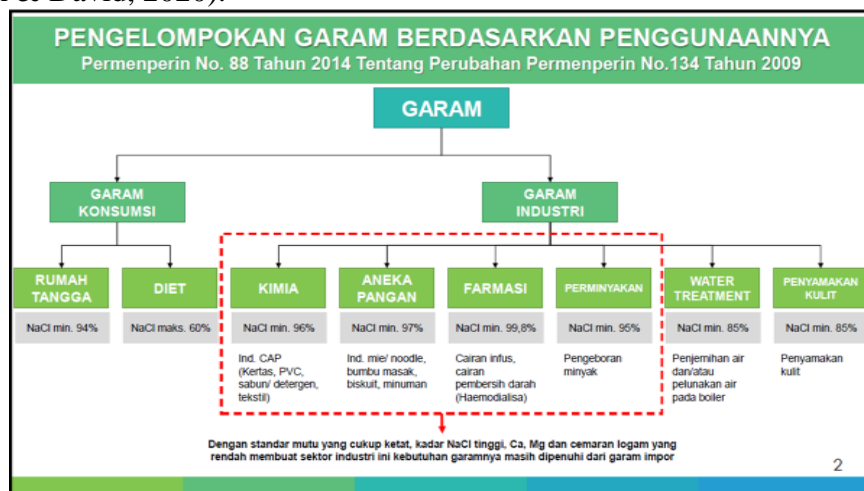 PENGELOMPOKAN GARAM BERDASARKAN PENGGUNAANNYA
Permenperin No. 88 Tahun 2014 Tentang Perubahan Permenperin No.134 Tahun 2009
GARAM
GARAM
KONSUMSI
GARAM
INDUSTRI
RUMAH
TANGGA
NaCl min. 94%
DIET
NaCl maks. 60%
KIMIA
NaCl min. 96%
Ind. CAP
(Kertas, PVC,
sabun/ detergen,
tekstil)
ANEKA
PANGAN
NaCl min. 97%
Ind. mie/ noodle,
bumbu masak,
biskuit, minuman
FARMASI
NaCl min. 99,8%
Cairan infus,
cairan
pembersih darah
(Haemodialisa)
PERMINYAKAN
NaCl min. 95%
Pengeboran
minyak
WATER
TREATMENT
NaCl min. 85%
Penjernihan air
dan/atau
pelunakan air
pada boiler
PENYAMAKAN
KULIT
NaCl min. 85%
Penyamakan
kulit
Dengan standar mutu yang cukup ketat, kadar NaCl tinggi, Ca, Mg dan cemaran logam yang
rendah membuat sektor industri ini kebutuhan garamnya masih dipenuhi dari garam impor
2